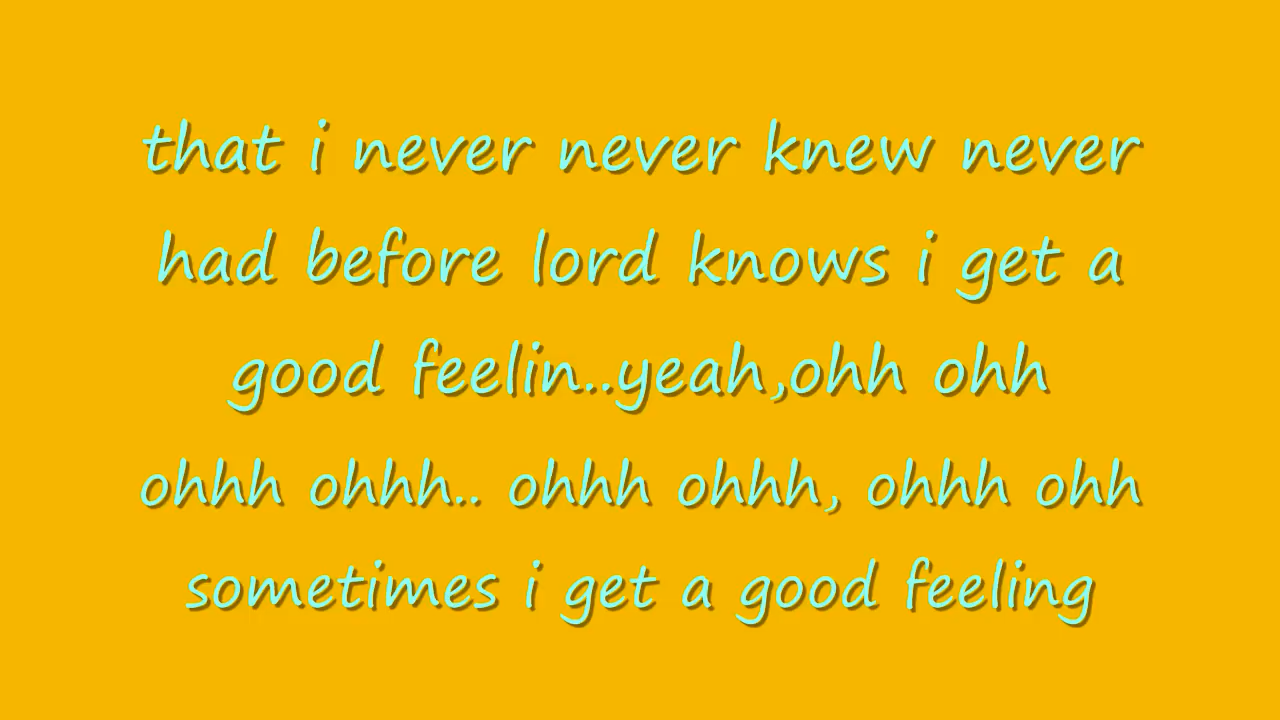 that i never never knew never
had before lord knows i get a
good feelin..yeah,ohh ohh
ohhh ohhh.. ohhh ohhh, ohhh ohh
sometimes i get a good feeling